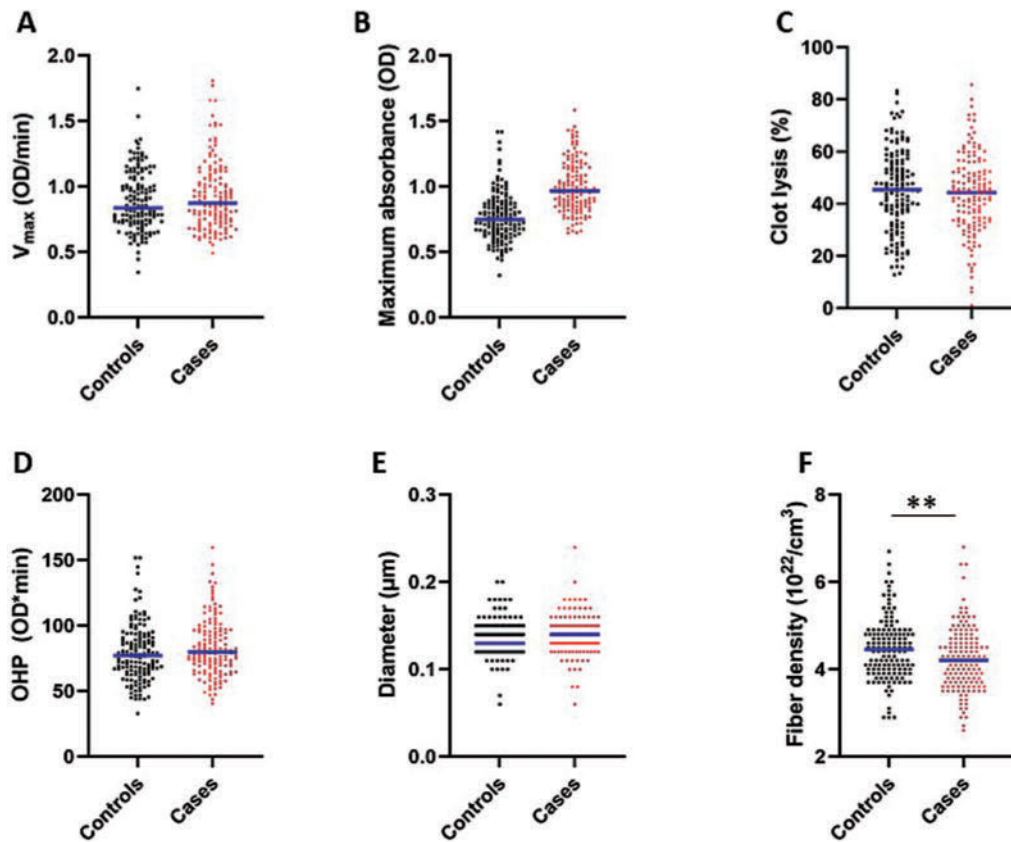 A
Vmax (OD/min)
2.0
1.5
1.0
0.5
0.0
Controls
Cases
B
Maximum absorbance (OD)
2.0
1.5
1.0
0.5
0.0
Controls
Cases
C
Clot lysis (%)
100
80
60
40
20
0
Controls
Cases
D
OHP (OD*min)
200
150
100
50
0
Controls
Cases
E
Diameter (µm)
0.3
0.2
0.1
0.0
Controls
Cases
F
Fiber density (10²²/cm³)
8
6
4
2
**
Controls
Cases